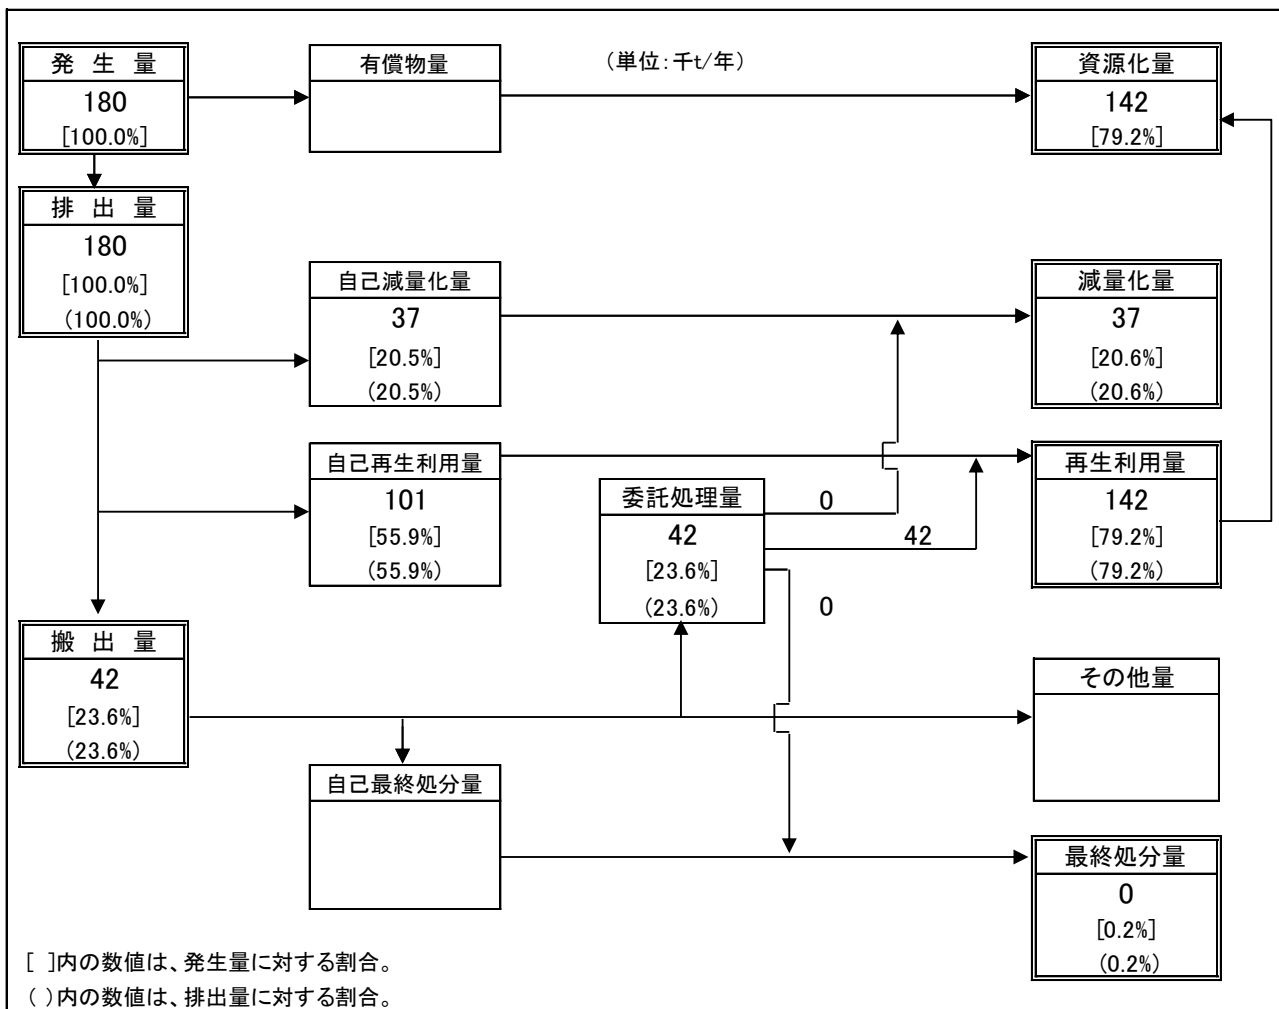 発 生 量
180
[100.0%]
有償物量
（単位：千t/年）
資源化量
142
[79.2%]
排 出 量
180
[100.0%]
(100.0%)
自己減量化量
37
[20.5%]
(20.5%)
減量化量
37
[20.6%]
(20.6%)
自己再生利用量
101
[55.9%]
(55.9%)
委託処理量
42
[23.6%]
(23.6%)
0
42
0
再生利用量
142
[79.2%]
(79.2%)
搬 出 量
42
[23.6%]
(23.6%)
その他量
自己最終処分量
最終処分量
0
[0.2%]
(0.2%)
[ ]内の数値は、発生量に対する割合。
( )内の数値は、排出量に対する割合。